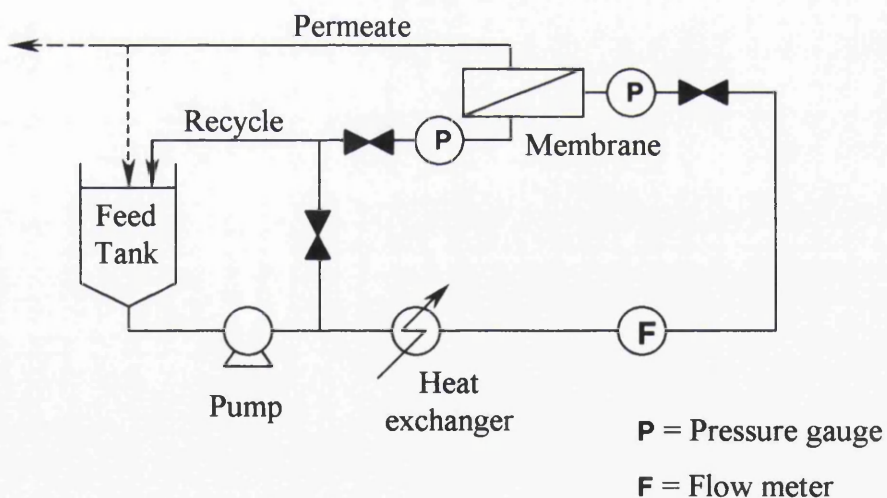 Permeate
P
Recycle
P
Membrane
Feed
Tank
F
Pump
Heat
exchanger
P = Pressure gauge
F = Flow meter